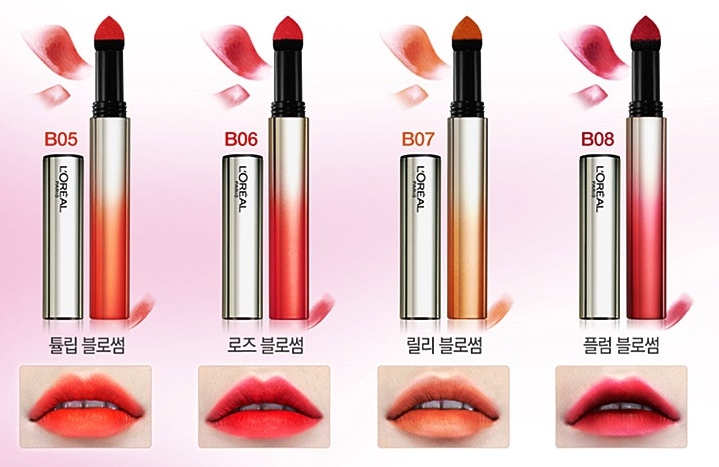 B05
L'ORÉAL
PARIS
튤립 블로썸
B06
L'ORÉAL
PARIS
로즈 블로썸
B07
L'ORÉAL
PARIS
릴리 블로썸
B08
L'ORÉAL
PARIS
플럼 블로썸